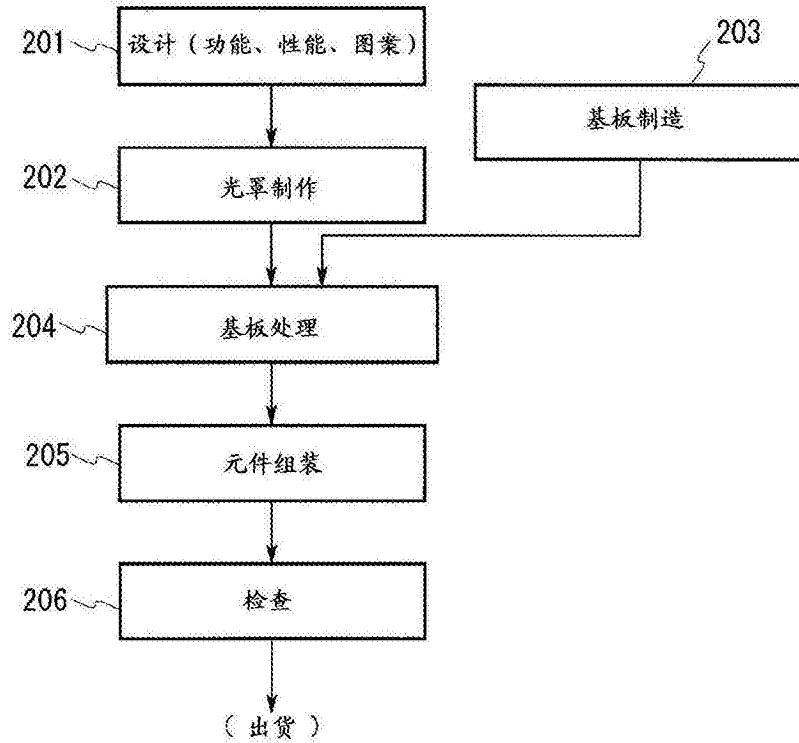 201
设计（功能、性能、图案）
203
基板制造
202
光罩制作
204
基板处理
205
元件组装
206
检查
（出货）